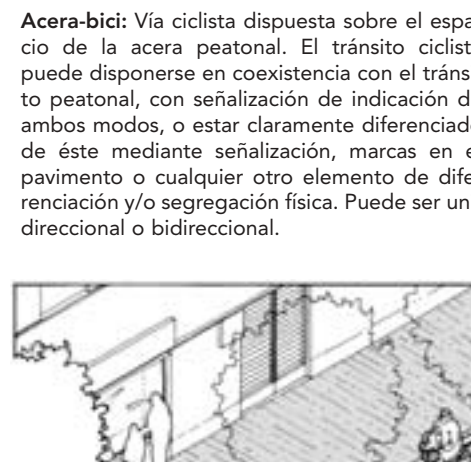 Acera-bici: Vía ciclista dispuesta sobre el espa
cio de la acera peatonal. El tránsito ciclist
puede disponerse en coexistencia con el tráns
to peatonal, con señalización de indicación d
ambos modos, o estar claramente diferenciado
de éste mediante señalización, marcas en e
pavimento o cualquier otro elemento de dife
renciación y/o segregación física. Puede ser un
direccional o bidireccional.